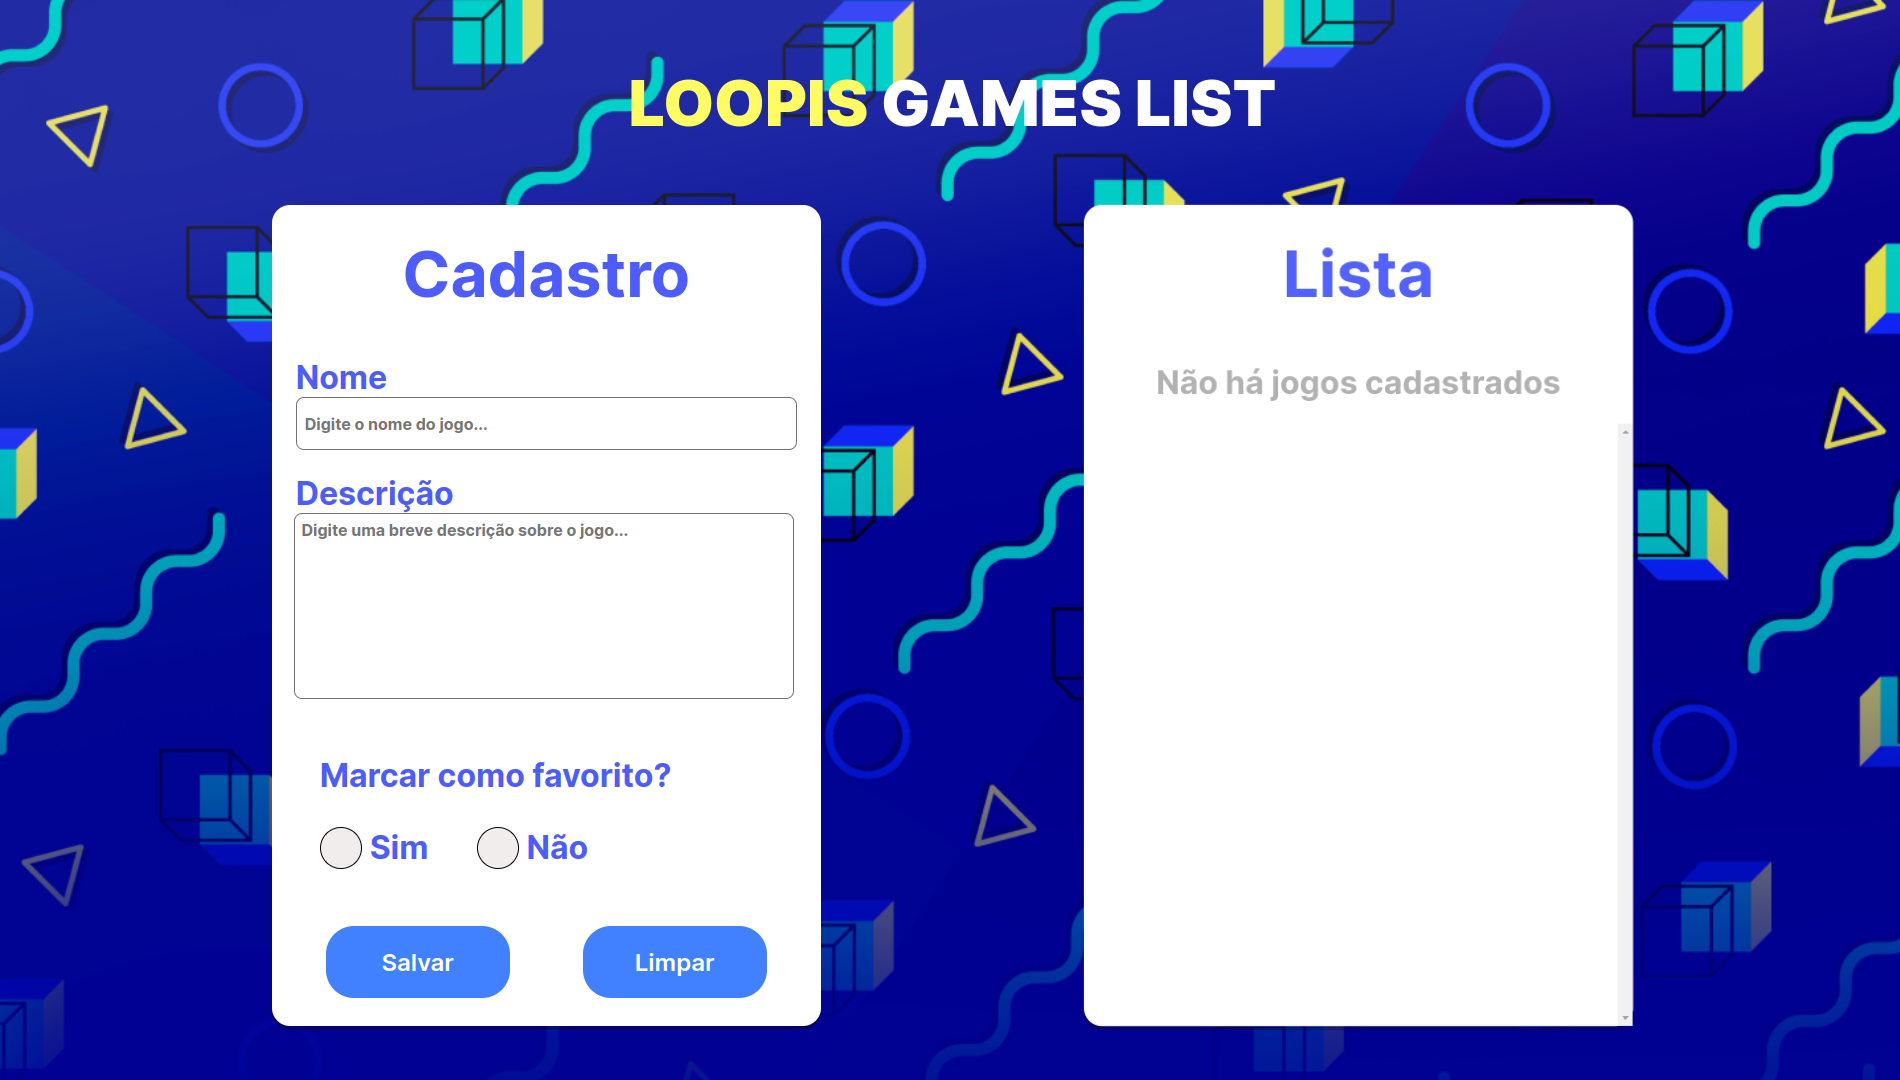 LOOPIS GAMES LIST
Cadastro
Nome
Digite o nome do jogo...
Descrição
Digite uma breve descrição sobre o jogo...
Marcar como favorito?
Sim Não
Salvar Limpar
Lista
Não há jogos cadastrados